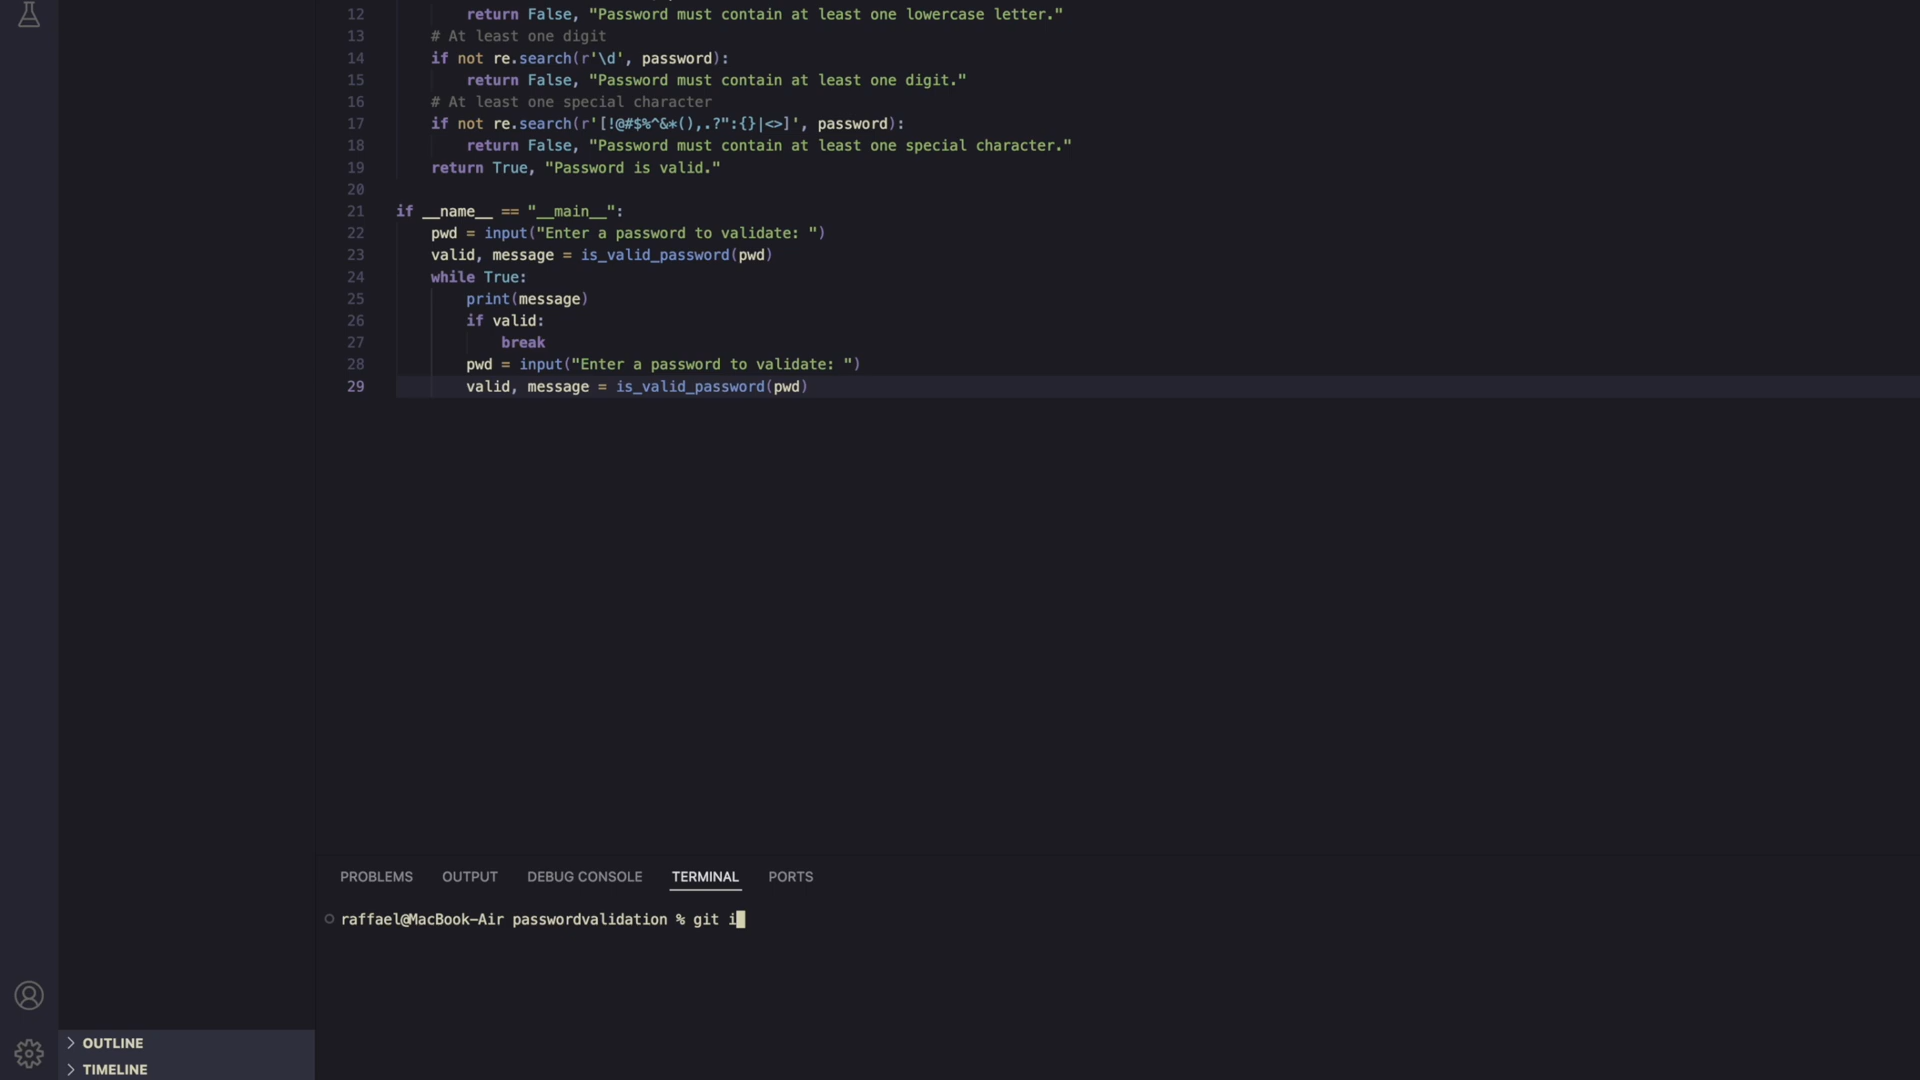 12 return False, "Password must contain at least one lowercase letter."
13 # At least one digit
14 if not re.search(r'\d', password):
15 return False, "Password must contain at least one digit."
16 # At least one special character
17 if not re.search(r'[!@#$%^&*(),.?":{}|<>]', password):
18 return False, "Password must contain at least one special character."
19 return True, "Password is valid."
20
21 if __name__ == "__main__":
22 pwd = input("Enter a password to validate: ")
23 valid, message = is_valid_password(pwd)
24 while True:
25 print(message)
26 if valid:
27 break
28 pwd = input("Enter a password to validate: ")
29 valid, message = is_valid_password(pwd)
PROBLEMS OUTPUT DEBUG CONSOLE TERMINAL PORTS
raffael@MacBook-Air passwordvalidation % git i
OUTLINE
TIMELINE